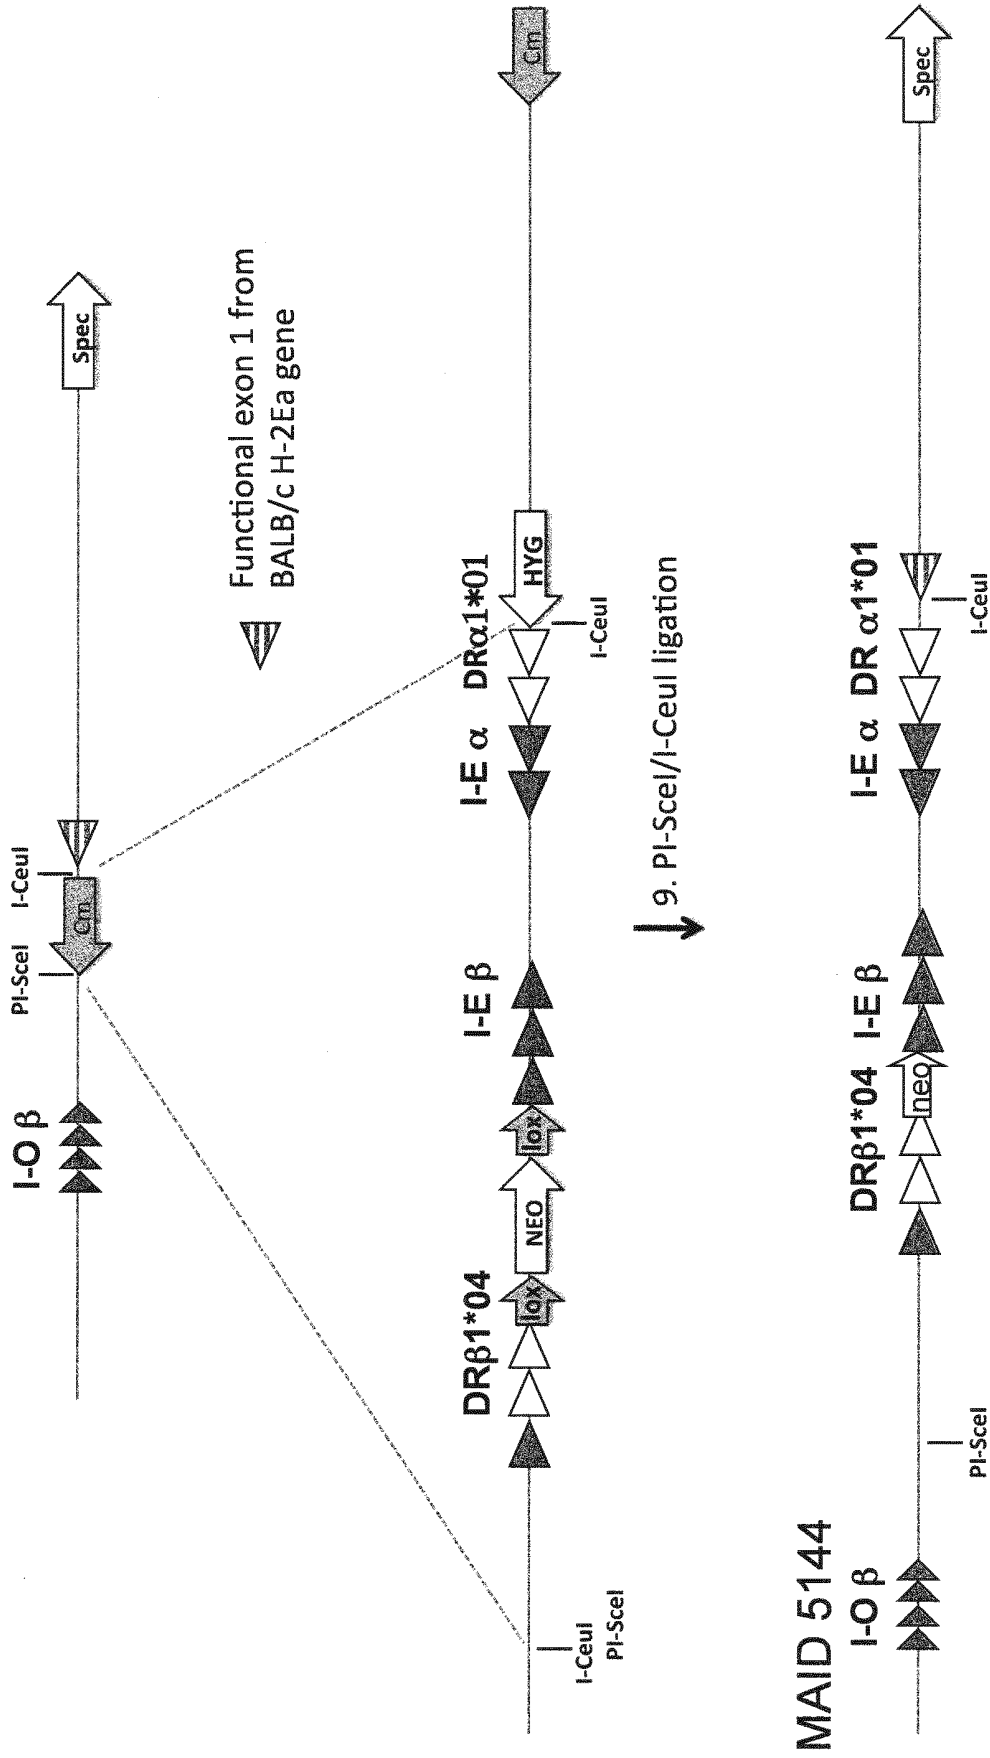 I-O β
PI-SceI
I-CeuI
Cm
Spec
Functional exon 1 from
BALB/c H-2Ea gene
DRβ1*04
I-E β
I-E α
DRα1*01
lox
NEO
lox
HYG
Cm
I-CeuI
PI-SceI
I-CeuI
9. PI-SceI/I-CeuI ligation
MAID 5144
I-O β
DRβ1*04
I-E β
I-E α
DR α1*01
neo
Spec
PI-SceI
I-CeuI